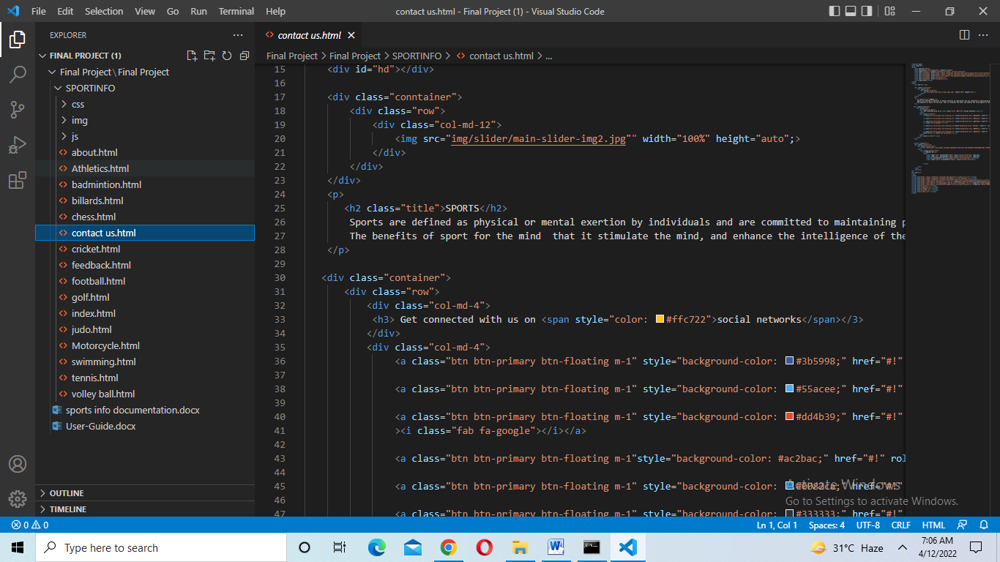 File Edit Selection View Go Run Terminal Help contact us.html - Final Project (1) - Visual Studio Code
EXPLORER
FINAL PROJECT (1)
Final Project \ Final Project
SPORTINFO
css
img
js
about.html
Athletics.html
badmintion.html
billards.html
chess.html
contact us.html
cricket.html
feedback.html
football.html
golf.html
index.html
judo.html
Motorcycle.html
swimming.html
tennis.html
volley ball.html
sports info documentation.docx
User-Guide.docx
OUTLINE
TIMELINE
contact us.html
Final Project > Final Project > SPORTINFO > contact us.html > ...
15 <div id="hd"></div>
16
17 <div class="conntainer">
18 <div class="row">
19 <div class="col-md-12">
20 <img src="img/slider/main-slider-img2.jpg"" width="100%" height="auto";>
21 </div>
22 </div>
23 </div>
24 <p>
25 <h2 class="title">SPORTS</h2>
26 Sports are defined as physical or mental exertion by individuals and are committed to maintaining p
27 The benefits of sport for the mind  that it stimulate the mind, and enhance the intelligence of the
28 </p>
29
30 <div class="container">
31 <div class="row">
32 <div class="col-md-4">
33 <h3> Get connected with us on <span style="color: #ffc722">social networks</span></3>
34 </div>
35 <div class="col-md-4">
36 <a class="btn btn-primary btn-floating m-1" style="background-color: #3b5998;" href="#!"
37
38 <a class="btn btn-primary btn-floating m-1" style="background-color: #55acee;" href="#!"
39
40 <a class="btn btn-primary btn-floating m-1" style="background-color: #dd4b39;" href="#!"
41 ><i class="fab fa-google"></i></a>
42
43 <a class="btn btn-primary btn-floating m-1"style="background-color: #ac2bac;" href="#!" rol
44
45 <a class="btn btn-primary btn-floating m-1" style="background-color: #0082ca;" href="#!"
46
47 <a class="btn btn-primary btn-floating m-1" style="background-color: #333333;" href="#!"
Activate Windows
Go to Settings to activate Windows.
0 0 Ln 1, Col 1 Spaces: 4 UTF-8 CRLF HTML
Type here to search
31°C Haze
7:06 AM
4/12/2022